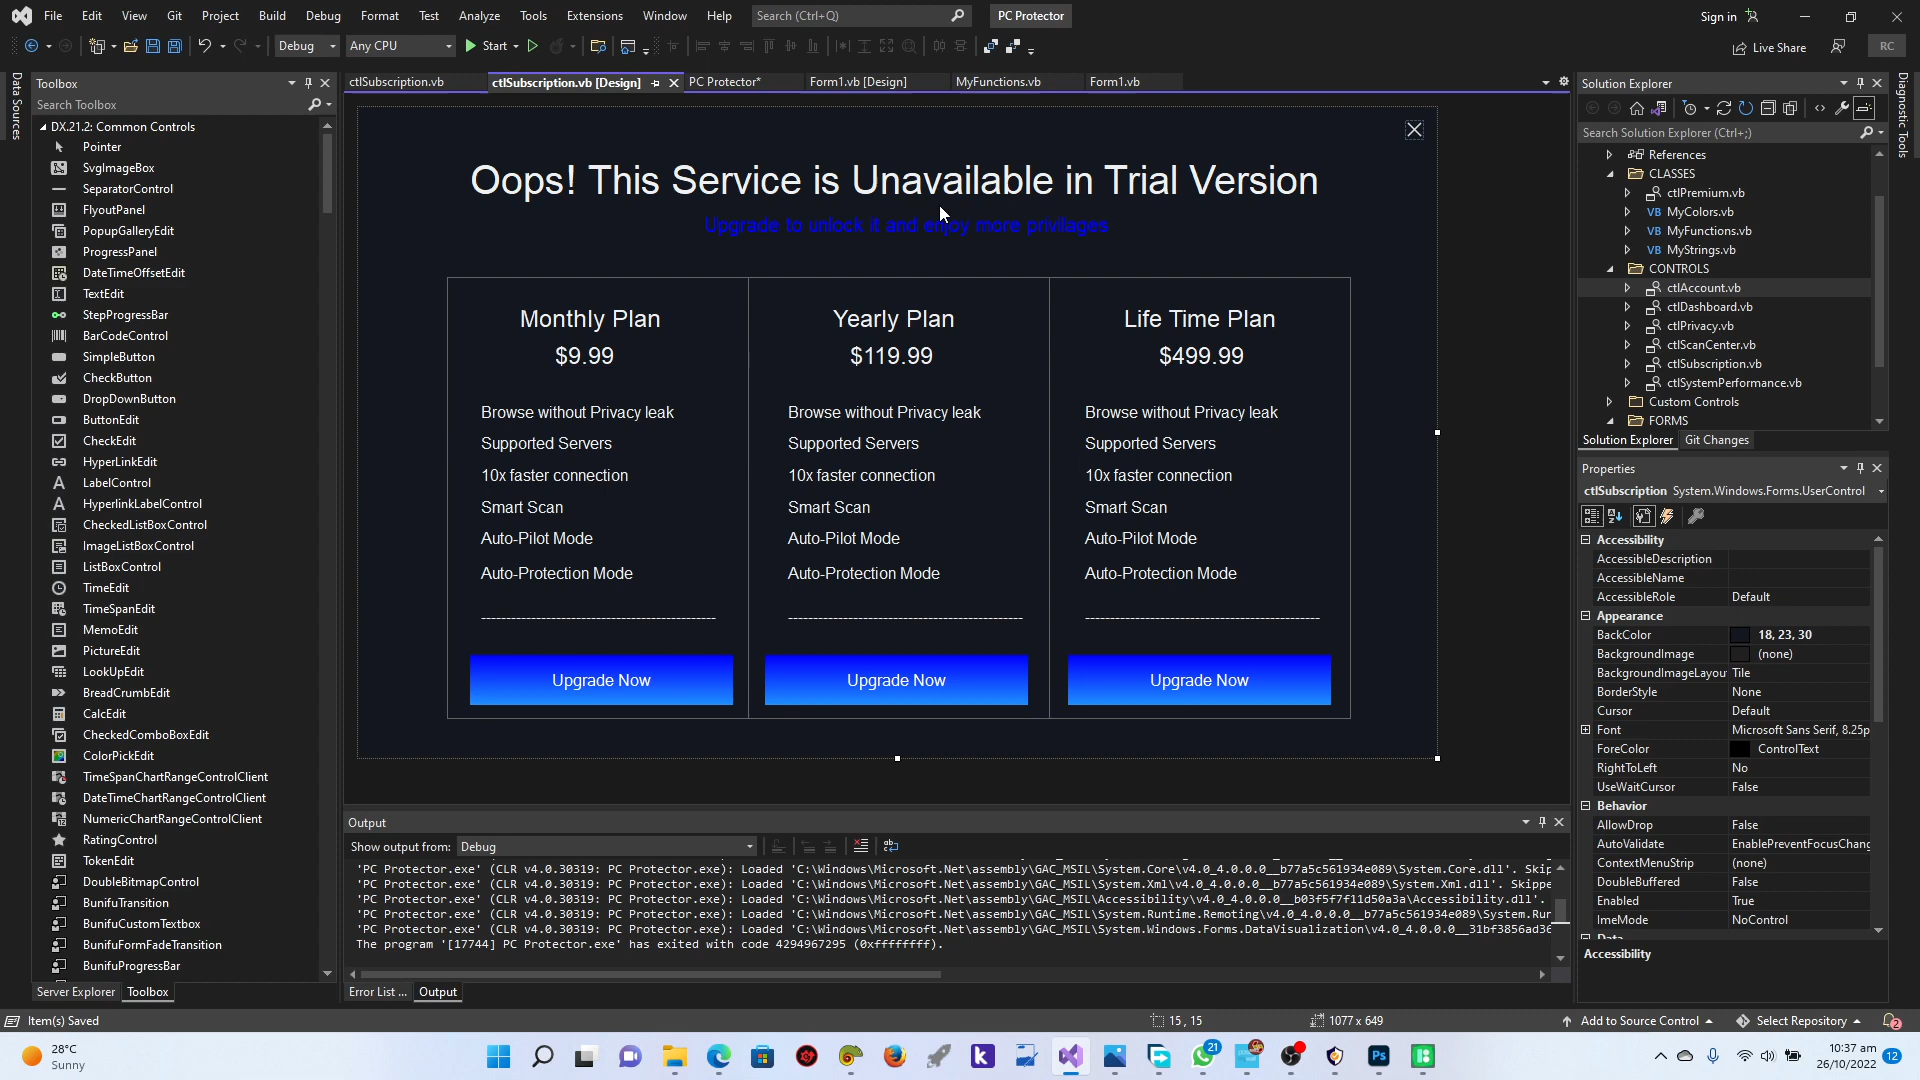 File Edit View Git Project Build Debug Format Test Analyze Tools Extensions Window Help Search (Ctrl+Q) PC Protector Sign in
Debug Any CPU Start Live Share RC
Data Sources
Toolbox
Search Toolbox
DX.21.2: Common Controls
Pointer
SvgImageBox
SeparatorControl
FlyoutPanel
PopupGalleryEdit
ProgressPanel
DateTimeOffsetEdit
TextEdit
StepProgressBar
BarCodeControl
SimpleButton
CheckButton
DropDownButton
ButtonEdit
CheckEdit
HyperLinkEdit
LabelControl
HyperlinkLabelControl
CheckedListBoxControl
ImageListBoxControl
ListBoxControl
TimeEdit
TimeSpanEdit
MemoEdit
PictureEdit
LookUpEdit
BreadCrumbEdit
CalcEdit
CheckedComboBoxEdit
ColorPickEdit
TimeSpanChartRangeControlClient
DateTimeChartRangeControlClient
NumericChartRangeControlClient
RatingControl
TokenEdit
DoubleBitmapControl
BunifuTransition
BunifuCustomTextbox
BunifuFormFadeTransition
BunifuProgressBar
Server Explorer Toolbox
ctlSubscription.vb ctlSubscription.vb [Design] PC Protector* Form1.vb [Design] MyFunctions.vb Form1.vb
Oops! This Service is Unavailable in Trial Version
Upgrade to unlock it and enjoy more privilages
Monthly Plan Yearly Plan Life Time Plan
$9.99 $119.99 $499.99
Browse without Privacy leak Browse without Privacy leak Browse without Privacy leak
Supported Servers Supported Servers Supported Servers
10x faster connection 10x faster connection 10x faster connection
Smart Scan Smart Scan Smart Scan
Auto-Pilot Mode Auto-Pilot Mode Auto-Pilot Mode
Auto-Protection Mode Auto-Protection Mode Auto-Protection Mode
Upgrade Now Upgrade Now Upgrade Now
Output
Show output from: Debug
'PC Protector.exe' (CLR v4.0.30319: PC Protector.exe): Loaded 'C:\Windows\Microsoft.Net\assembly\GAC_MSIL\System.Core\v4.0_4.0.0.0__b77a5c561934e089\System.Core.dll'. Skip
'PC Protector.exe' (CLR v4.0.30319: PC Protector.exe): Loaded 'C:\Windows\Microsoft.Net\assembly\GAC_MSIL\System.Xml\v4.0_4.0.0.0__b77a5c561934e089\System.Xml.dll'. Skippe
'PC Protector.exe' (CLR v4.0.30319: PC Protector.exe): Loaded 'C:\Windows\Microsoft.Net\assembly\GAC_MSIL\Accessibility\v4.0_4.0.0.0__b03f5f7f11d50a3a\Accessibility.dll'.
'PC Protector.exe' (CLR v4.0.30319: PC Protector.exe): Loaded 'C:\Windows\Microsoft.Net\assembly\GAC_MSIL\System.Runtime.Remoting\v4.0_4.0.0.0__b77a5c561934e089\System.Rur
'PC Protector.exe' (CLR v4.0.30319: PC Protector.exe): Loaded 'C:\Windows\Microsoft.Net\assembly\GAC_MSIL\System.Windows.Forms.DataVisualization\v4.0_4.0.0.0__31bf3856ad36
The program '[17744] PC Protector.exe' has exited with code 4294967295 (0xffffffff).
Error List ... Output
Solution Explorer
Search Solution Explorer (Ctrl+;)
References
CLASSES
ctlPremium.vb
VB MyColors.vb
VB MyFunctions.vb
VB MyStrings.vb
CONTROLS
ctlAccount.vb
ctlDashboard.vb
ctlPrivacy.vb
ctlScanCenter.vb
ctlSubscription.vb
ctlSystemPerformance.vb
Custom Controls
FORMS
Solution Explorer Git Changes
Diagnostic Tools
Properties
ctlSubscription System.Windows.Forms.UserControl
Accessibility
AccessibleDescription
AccessibleName
AccessibleRole Default
Appearance
BackColor 18, 23, 30
BackgroundImage (none)
BackgroundImageLayou Tile
BorderStyle None
Cursor Default
Font Microsoft Sans Serif, 8.25p
ForeColor ControlText
RightToLeft No
UseWaitCursor False
Behavior
AllowDrop False
AutoValidate EnablePreventFocusChang
ContextMenuStrip (none)
DoubleBuffered False
Enabled True
ImeMode NoControl
Data
Accessibility
Item(s) Saved 15 , 15 1077 x 649 Add to Source Control Select Repository 2
28°C
Sunny
k 21 Ps
10:37 am
26/10/2022 12